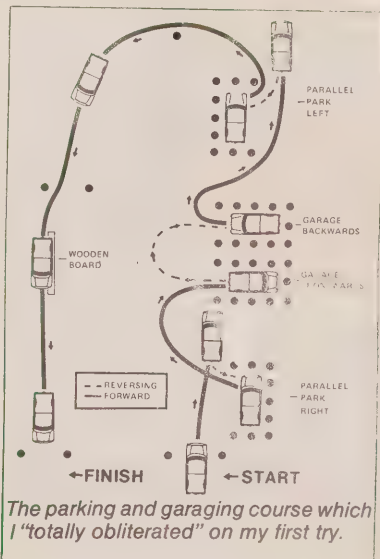 PARALLEL
PARK
LEFT
GARAGE
BACKWARDS
WOODEN
BOARD
GARAGE
REVERSING
FORWARD
PARALLEL
PARK
RIGHT
←FINISH
←START
The parking and garaging course which
I "totally obliterated" on my first try.